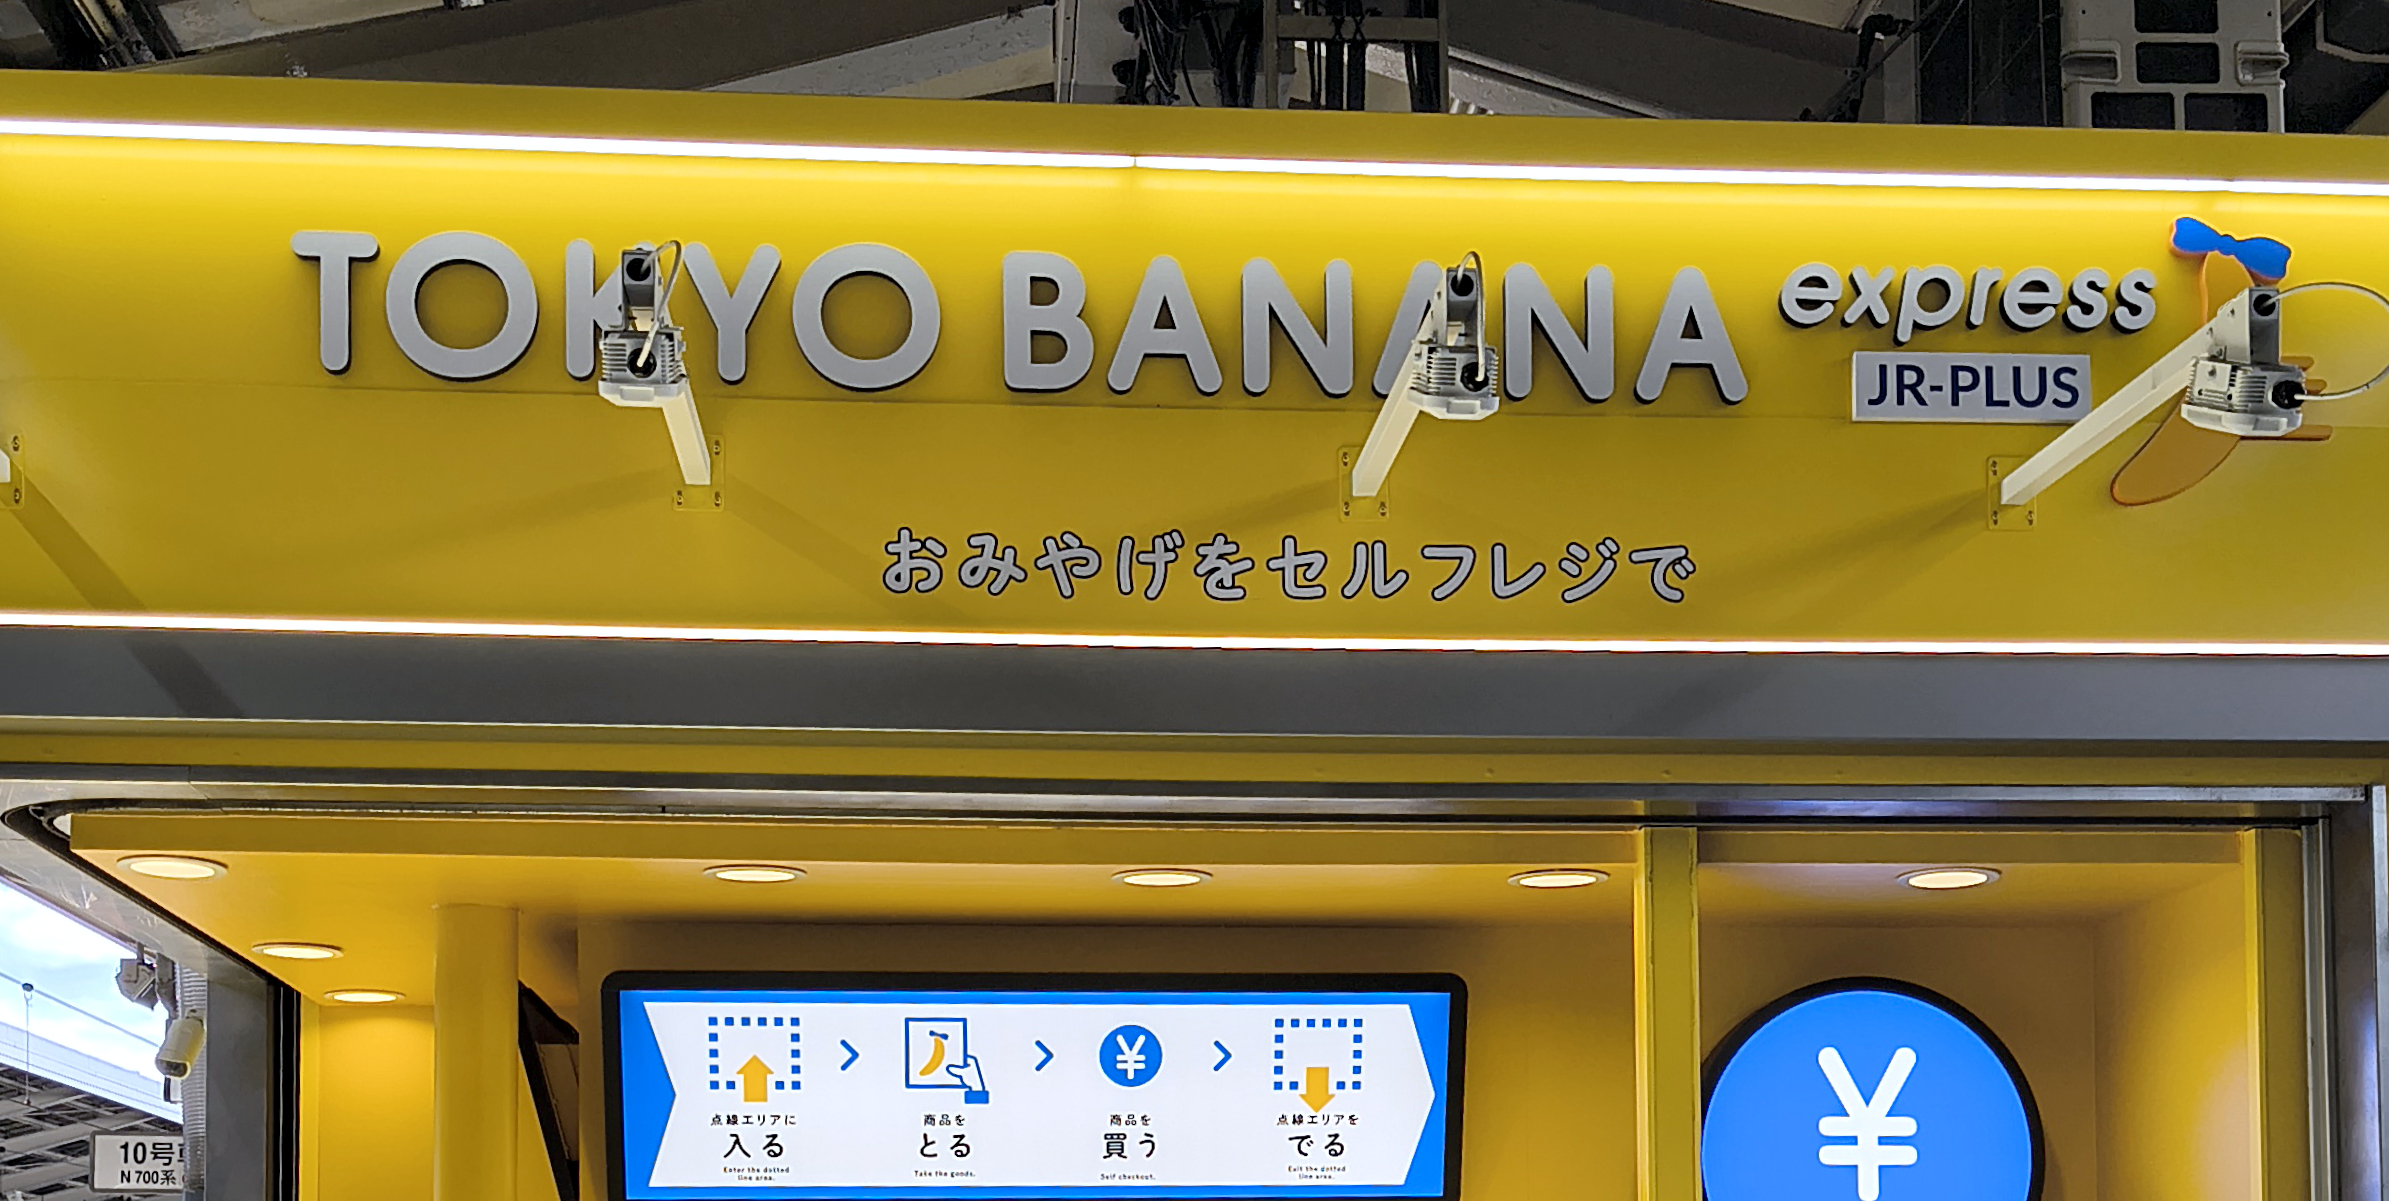 TOKYO BANANA express
JR-PLUS
おみやげをセルフレジで
点線エリアに
入る
Enter the dotted
line area.
商品を
とる
Take the goods.
商品を
買う
Self checkout.
点線エリアを
でる
Exit the dotted
line area.
¥
¥
10号
N700系